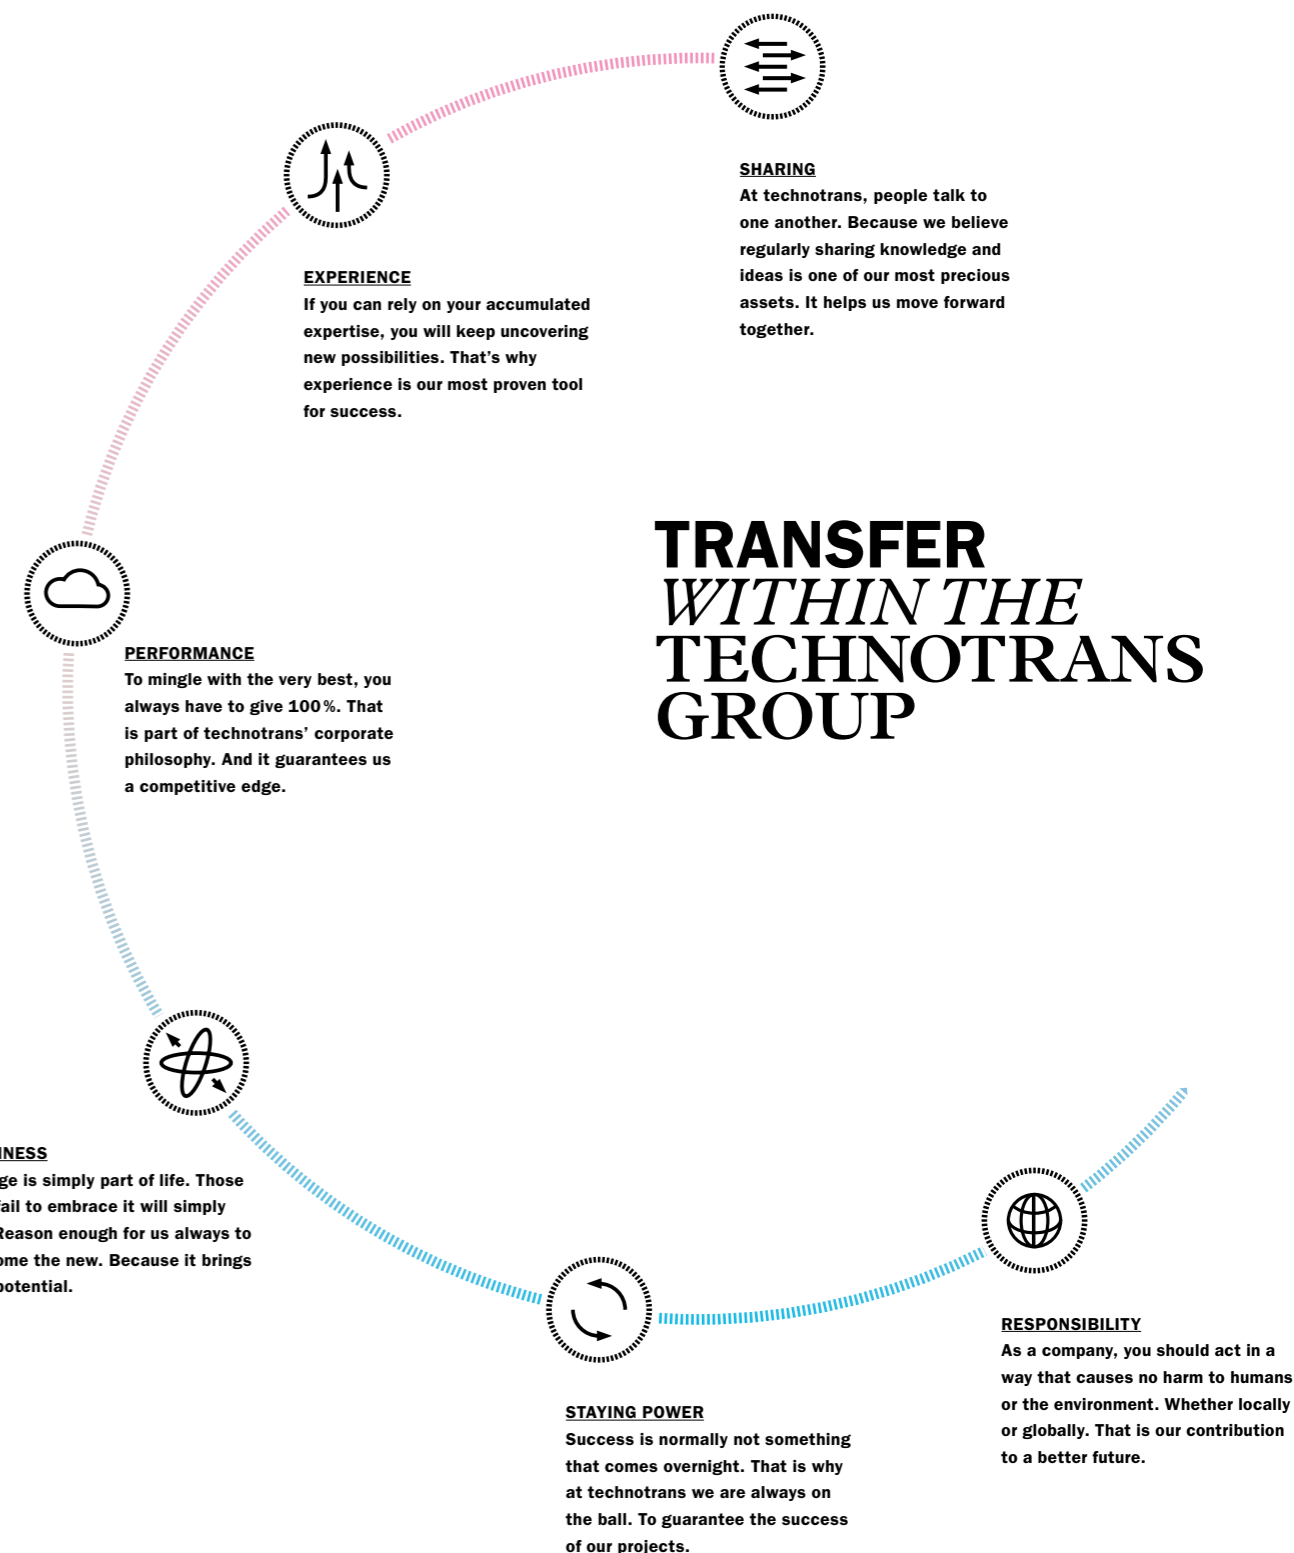 SHARING
At technotrans, people talk to
one another. Because we believe
regularly sharing knowledge and
ideas is one of our most precious
assets. It helps us move forward
together.
EXPERIENCE
If you can rely on your accumulated
expertise, you will keep uncovering
new possibilities. That’s why
experience is our most proven tool
for success.
TRANSFER
WITHIN THE
TECHNOTRANS
GROUP
PERFORMANCE
To mingle with the very best, you
always have to give 100 %. That
is part of technotrans’ corporate
philosophy. And it guarantees us
a competitive edge.
is simply part of life. Those
fail to embrace it will simply
Reason enough for us always to
the new. Because it brings
potential.
STAYING POWER
Success is normally not something
that comes overnight. That is why
at technotrans we are always on
the ball. To guarantee the success
of our projects.
RESPONSIBILITY
As a company, you should act in a
way that causes no harm to humans
or the environment. Whether locally
or globally. That is our contribution
to a better future.